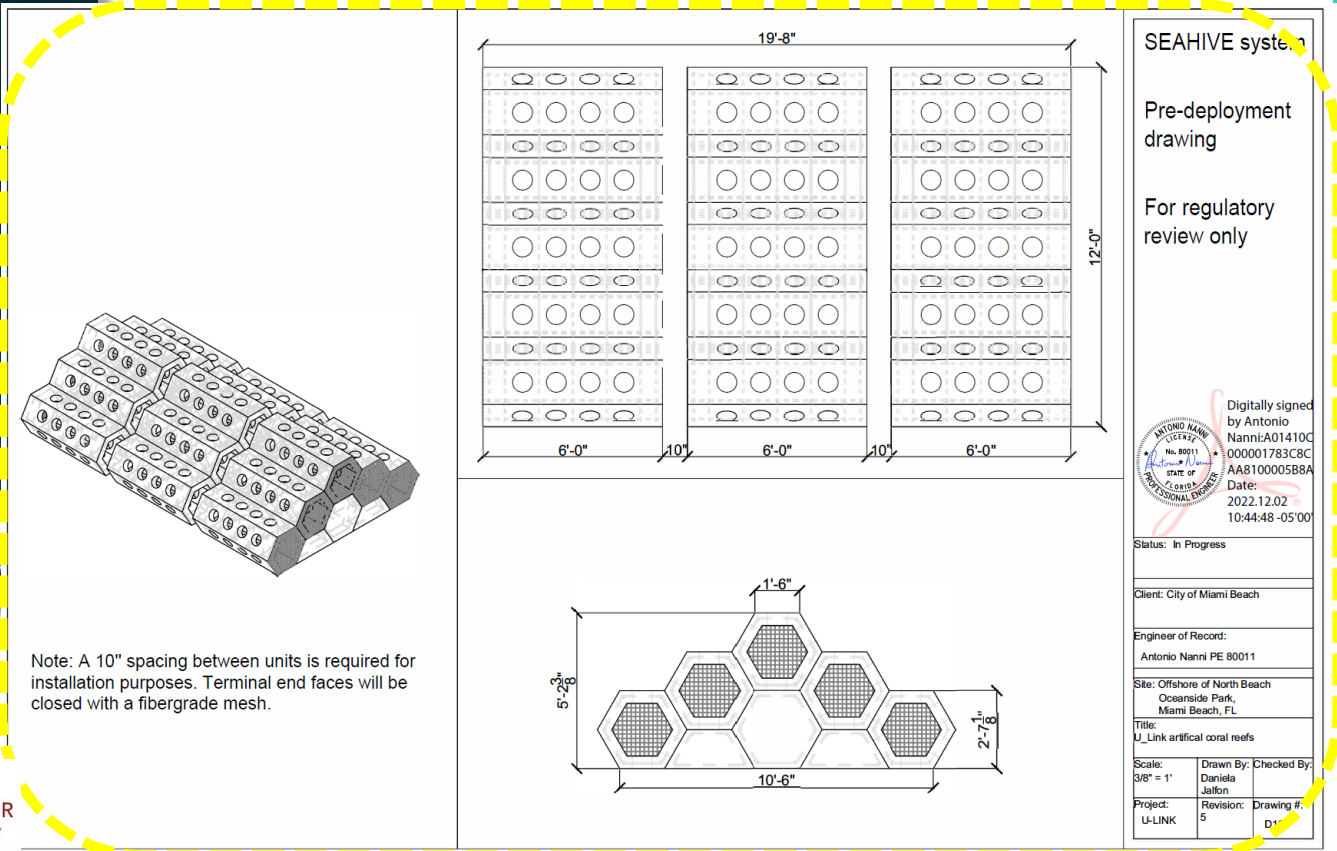 19'-8"
12'-0"
6'-0"
10"
6'-0"
10"
6'-0"
Note: A 10" spacing between units is required for
installation purposes. Terminal end faces will be
closed with a fibergrade mesh.
1'-6"
5'-2 3/8"
2'-7 1/8"
10'-6"
SEAHIVE system
Pre-deployment
drawing
For regulatory
review only
ANTONIO NANNI
LICENSE
No. 80011
STATE OF
FLORIDA
PROFESSIONAL ENGINEER
Digitally signed
by Antonio
Nanni:A01410C
000001783C8C
AA8100005B8A
Date:
2022.12.02
10:44:48 -05'00'
Status: In Progress
Client: City of Miami Beach
Engineer of Record:
Antonio Nanni PE 80011
Site: Offshore of North Beach
Oceanside Park,
Miami Beach, FL
Title:
U_Link artifical coral reefs
Scale:
3/8" = 1'
Drawn By:
Daniela
Jalfon
Checked By:
Project:
U-LINK
Revision:
5
Drawing #:
R